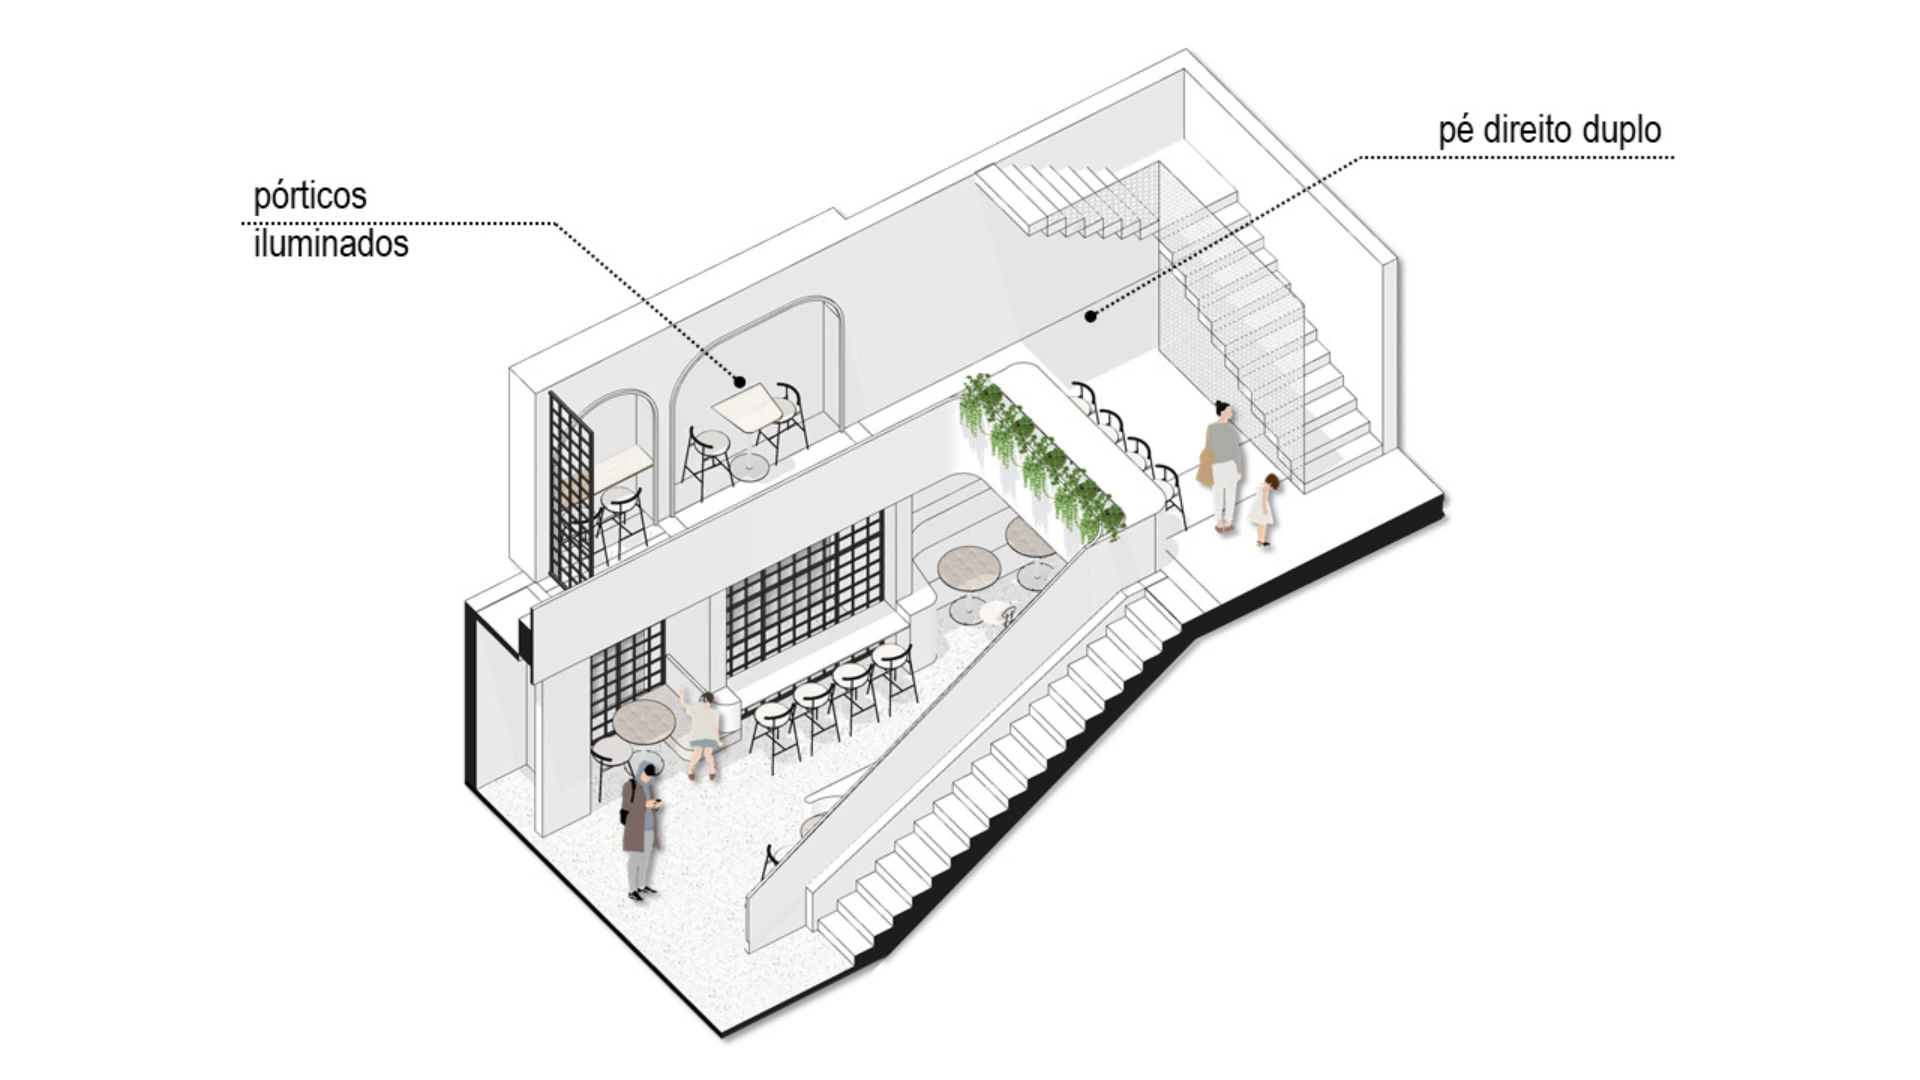 pórticos
iluminados
pé direito duplo